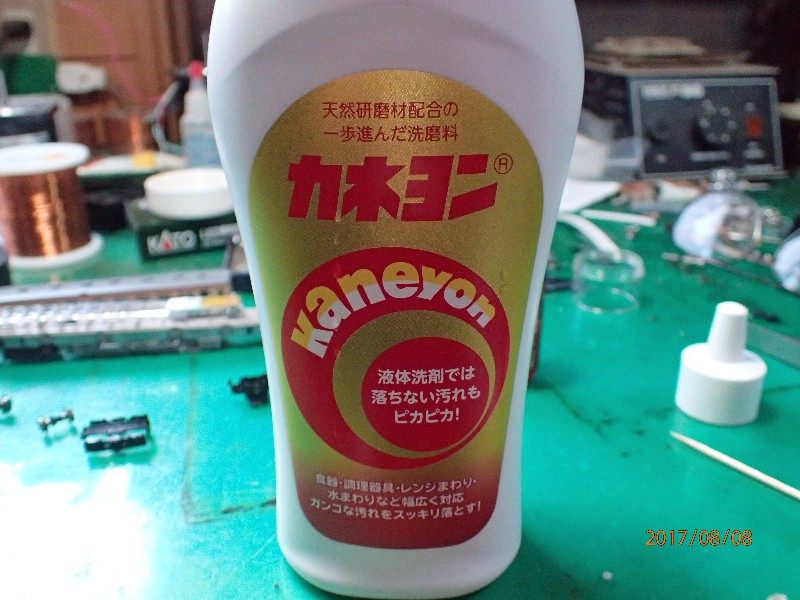 天然研磨材配合の
一歩進んだ洗磨料
カネヨン®
kaneyon
液体洗剤では
落ちない汚れも
ピカピカ!
食器・調理器具・レンジまわり・
水まわりなど幅広く対応
ガンコな汚れをスッキリ落とす!
KATO
2017/08/08